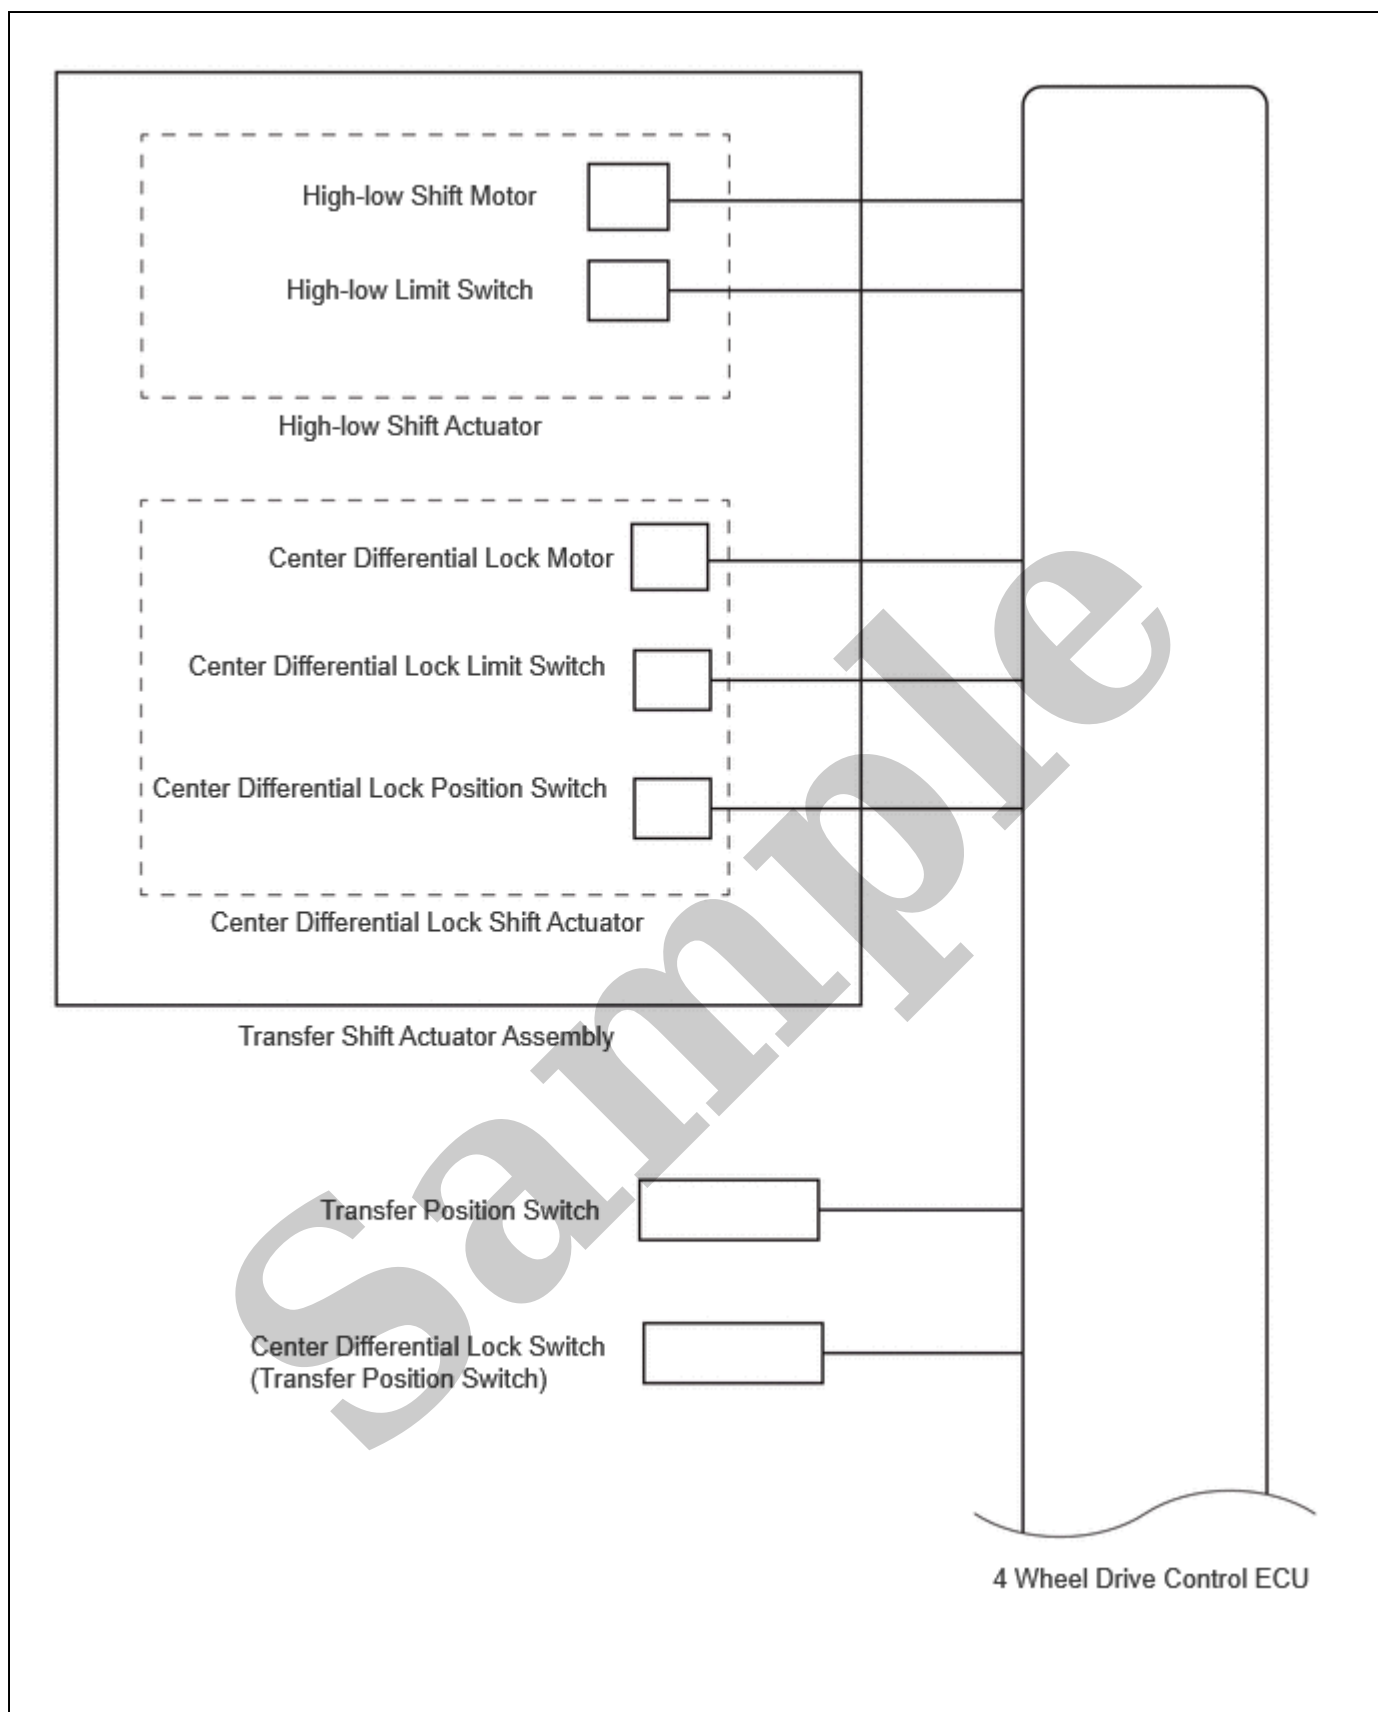 High-low Shift Motor
High-low Limit Switch
High-low Shift Actuator
Center Differential Lock Motor
Center Differential Lock Limit Switch
Center Differential Lock Position Switch
Center Differential Lock Shift Actuator
Transfer Shift Actuator Assembly
Transfer Position Switch
Center Differential Lock Switch
(Transfer Position Switch)
4 Wheel Drive Control ECU
Sample